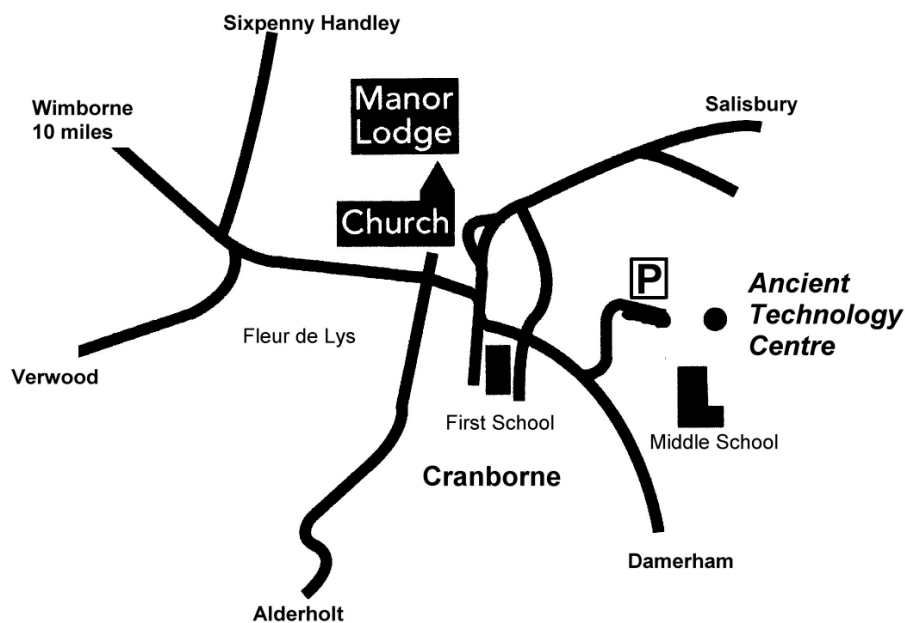 Sixpenny Handley
Wimborne
10 miles
Manor
Lodge
Salisbury
Church
P
Ancient
Technology
Centre
Fleur de Lys
Verwood
First School
Middle School
Cranborne
Damerham
Alderholt